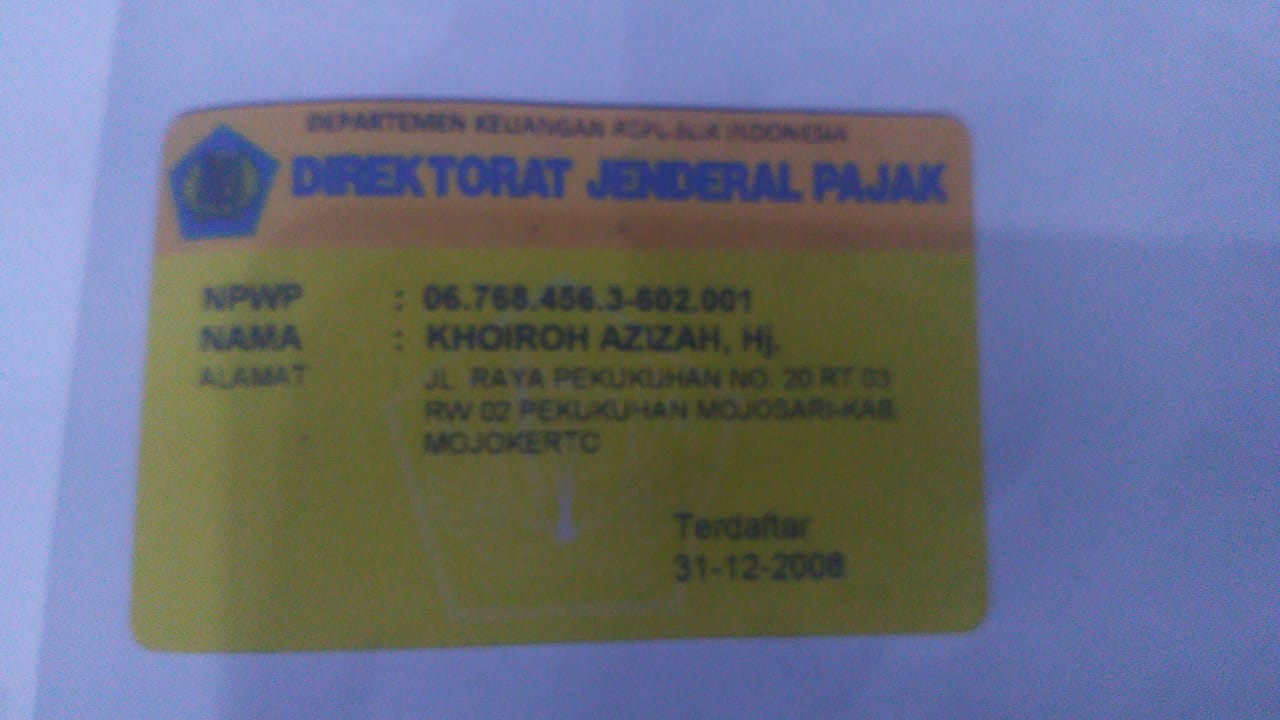 DEPARTEMEN KEUANGAN REPUBLIK INDONESIA
DIREKTORAT JENDERAL PAJAK
NPWP : 06.768.456.3-602.001
NAMA : KHOIROH AZIZAH, Hj.
ALAMAT : JL. RAYA PEKUKUHAN NO. 20 RT 03
RW 02 PEKUKUHAN MOJOSARI-KAB.
MOJOKERTO
Terdaftar
31-12-2008